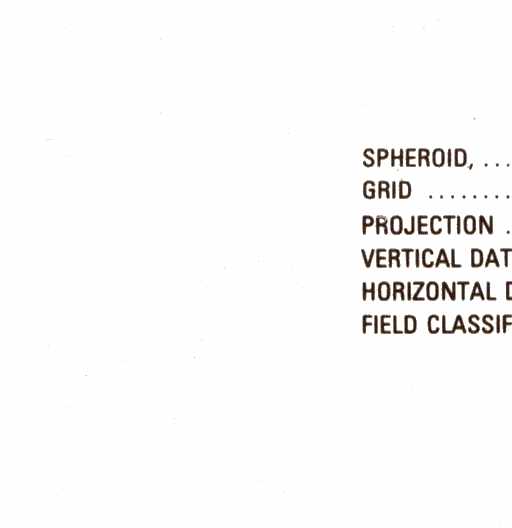 SPHEROID, ...
GRID ........
PROJECTION .
VERTICAL DAT
HORIZONTAL D
FIELD CLASSIF